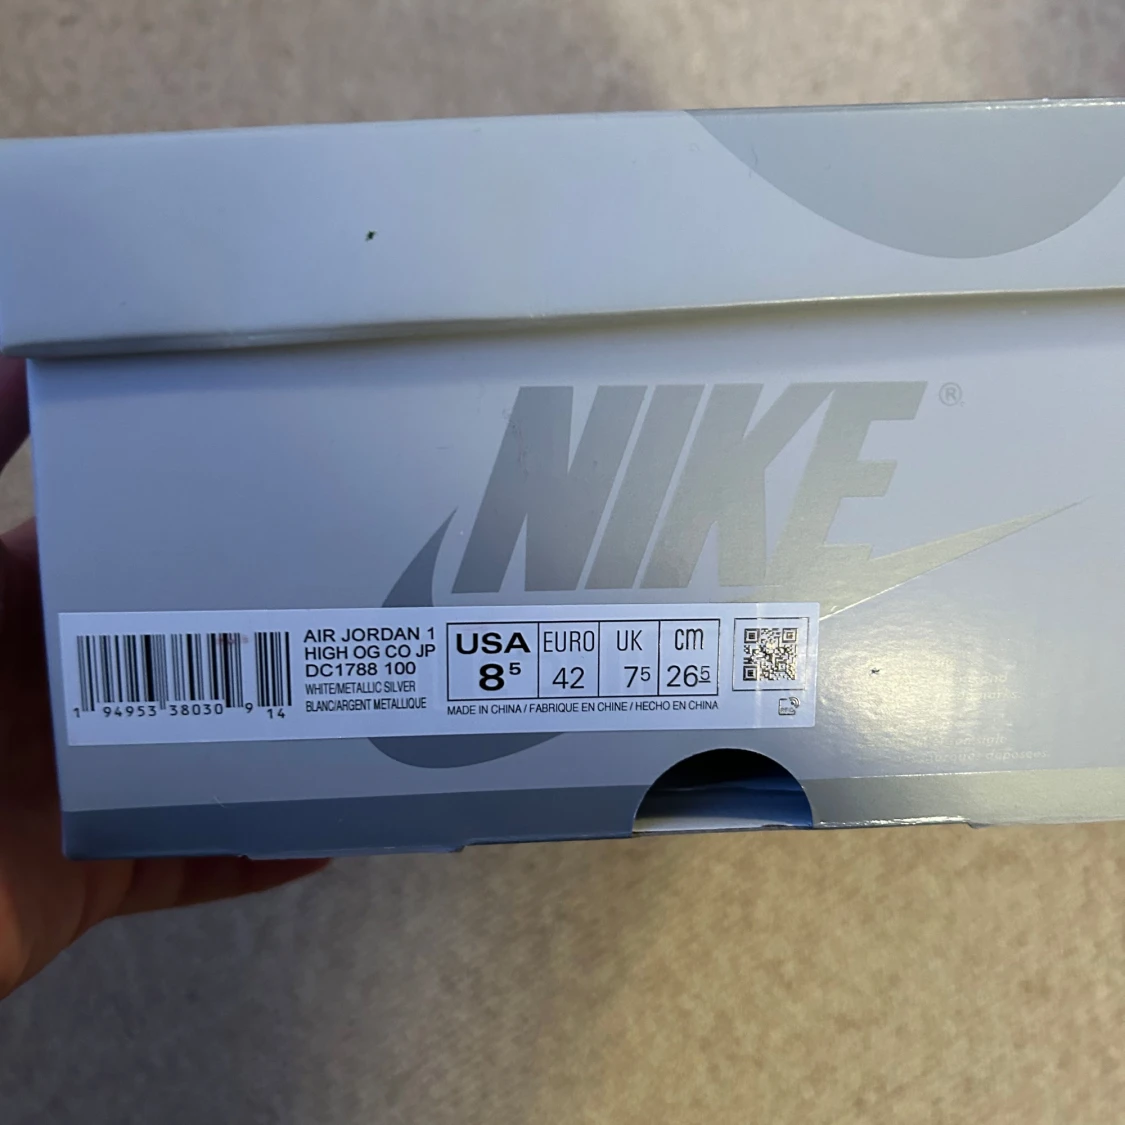 NIKE®
AIR JORDAN 1
HIGH OG CO JP
DC1788 100
WHITE/METALLIC SILVER
BLANC/ARGENT METALLIQUE
1 94953 38030 9 14
USA EURO UK cm
8⁵ 42 7⁵ 26⁵
MADE IN CHINA / FABRIQUE EN CHINE / HECHO EN CHINA